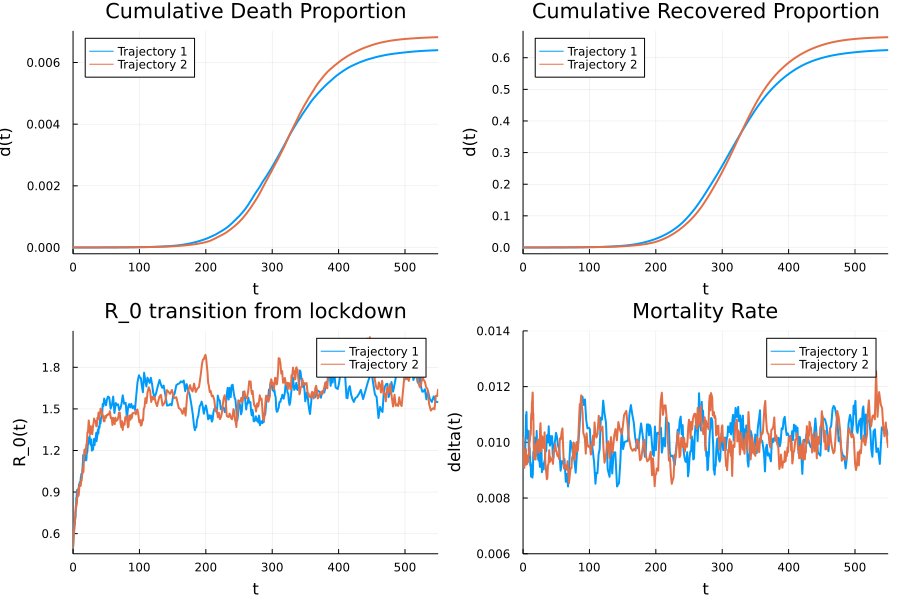 Cumulative Death Proportion
Trajectory 1
Trajectory 2
d(t)
0.006
0.004
0.002
0.000
0 100 200 300 400 500
t
Cumulative Recovered Proportion
Trajectory 1
Trajectory 2
d(t)
0.6
0.5
0.4
0.3
0.2
0.1
0.0
0 100 200 300 400 500
t
R_0 transition from lockdown
Trajectory 1
Trajectory 2
R_0(t)
1.8
1.5
1.2
0.9
0.6
0 100 200 300 400 500
t
Mortality Rate
Trajectory 1
Trajectory 2
delta(t)
0.014
0.012
0.010
0.008
0.006
0 100 200 300 400 500
t